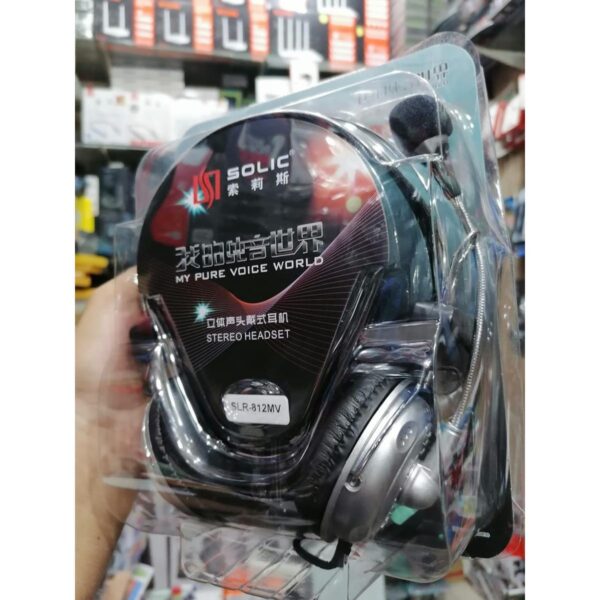 SOLIC®
索莉斯
我的纯音世界
MY PURE VOICE WORLD
立体声头戴式耳机
STEREO HEADSET
SLR-812MV